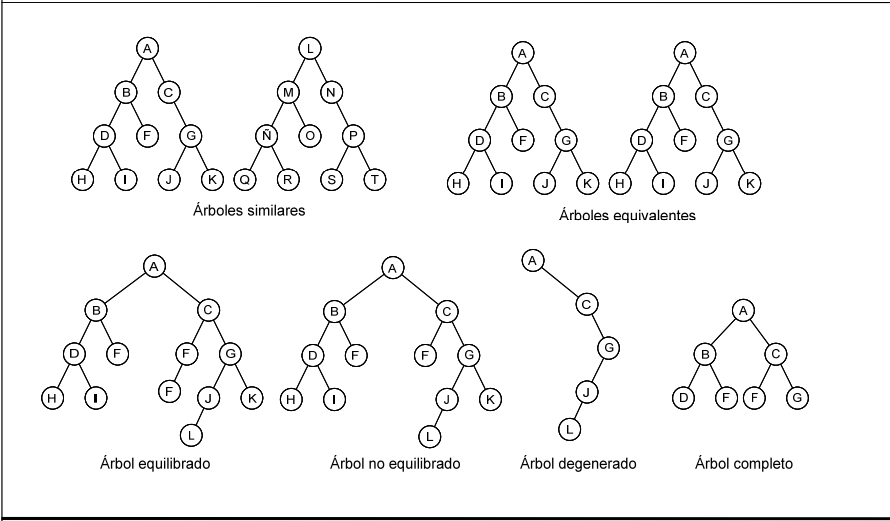 A L
B C M N
D F G Ñ O P
H I J K Q R S T
Árboles similares
A A
B C B C
D F G D F G
H I J K H I J K
Árboles equivalentes
A
B C
D F F G
H I F J K
L
Árbol equilibrado
A
B C
D F F G
H I J K
L
Árbol no equilibrado
A
C
G
J
L
Árbol degenerado
A
B C
D F F G
Árbol completo